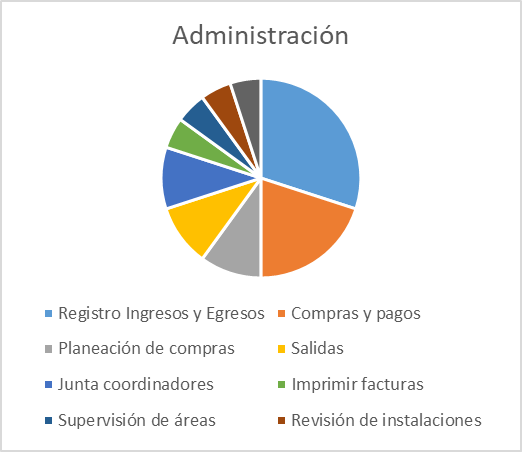 Administración
Registro Ingresos y Egresos
Compras y pagos
Planeación de compras
Salidas
Junta coordinadores
Imprimir facturas
Supervisión de áreas
Revisión de instalaciones